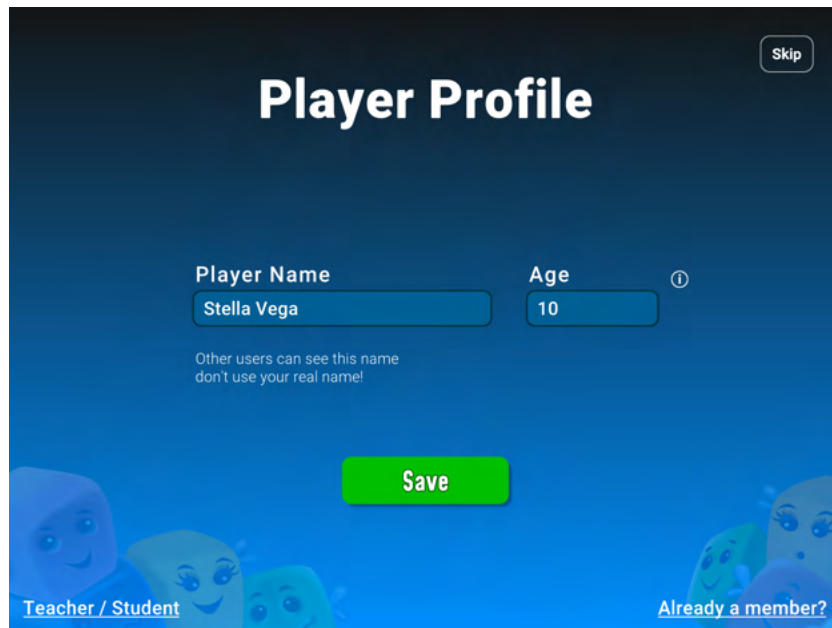 Skip
Player Profile
Player Name
Age
Stella Vega
10
Other users can see this name
don't use your real name!
Save
Teacher / Student
Already a member?